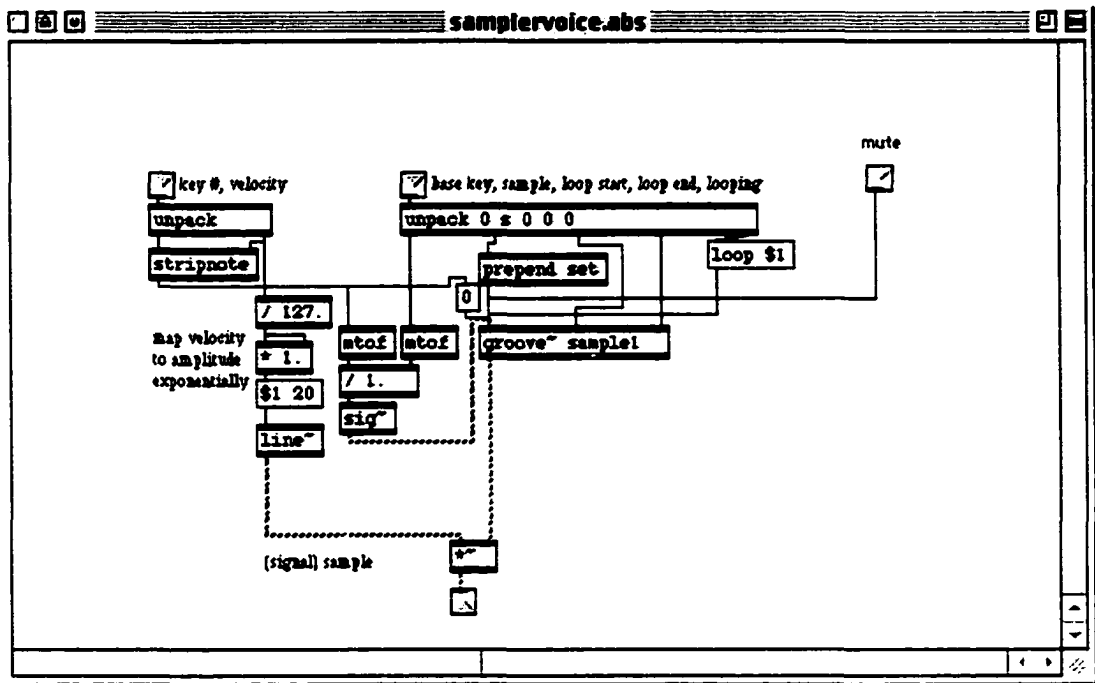 samplervoice.abs
mute
key #, velocity
base key, sample, loop start, loop end, looping
unpack
unpack 0 s 0 0 0
stripnote
prepend set
loop $1
0
/ 127.
map velocity
to amplitude
exponentially
mtof
mtof
groove~ sample1
* 1.
/ 1.
$1 20
sig~
line~
*~
(signal) sample